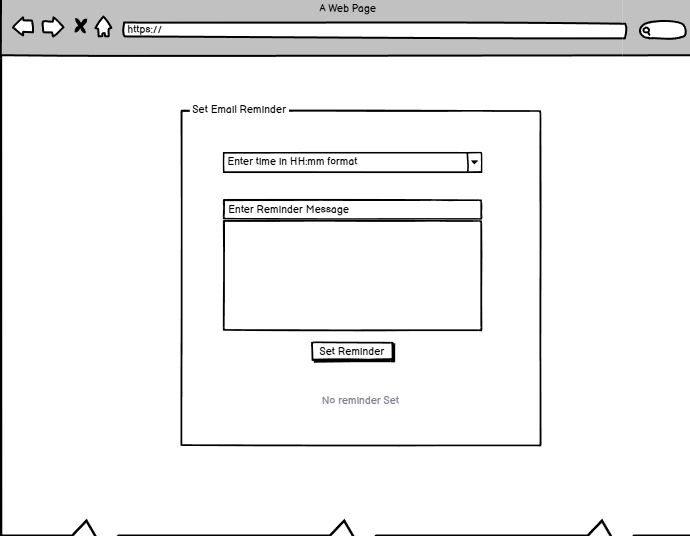 A Web Page
https://
Set Email Reminder
Enter time in HH:mm format
Enter Reminder Message
Set Reminder
No reminder Set